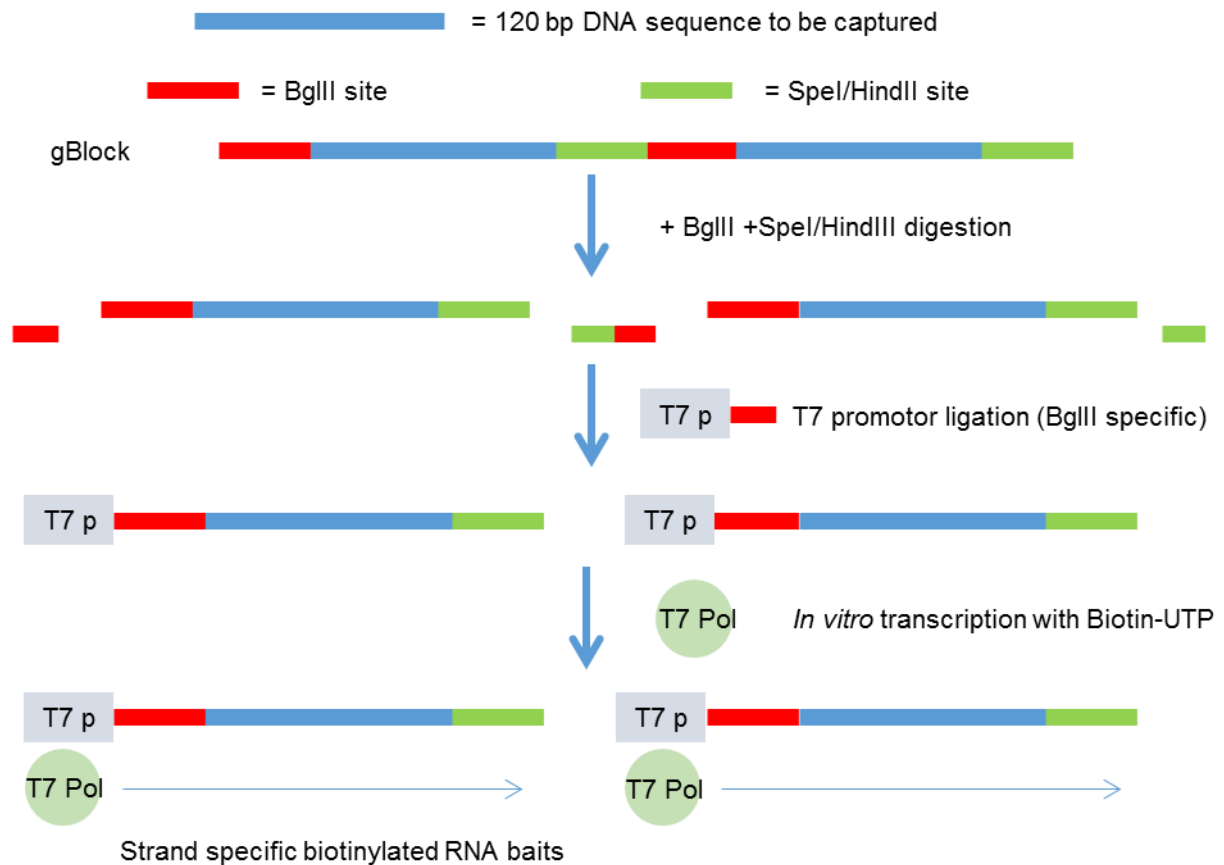 = 120 bp DNA sequence to be captured
= BglII site
= SpeI/HindII site
gBlock
+ BglII +SpeI/HindIII digestion
T7 p
T7 promotor ligation (BglII specific)
T7 p
T7 p
T7 Pol
In vitro transcription with Biotin-UTP
T7 p
T7 p
T7 Pol
T7 Pol
Strand specific biotinylated RNA baits